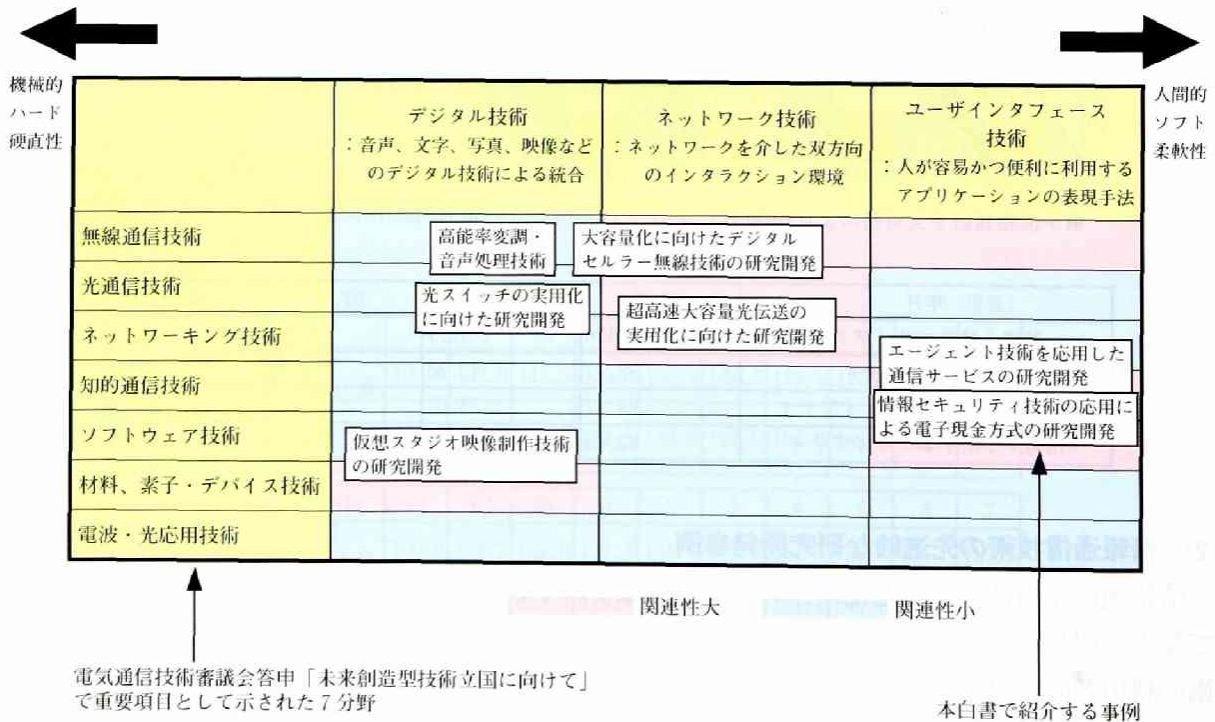 機械的
ハード
硬直性
人間的
ソフト
柔軟性
デジタル技術
:音声、文字、写真、映像など
のデジタル技術による統合
ネットワーク技術
:ネットワークを介した双方向
のインタラクション環境
ユーザインタフェース
技術
:人が容易かつ便利に利用する
アプリケーションの表現手法
無線通信技術
高能率変調・
音声処理技術
大容量化に向けたデジタル
セルラー無線技術の研究開発
光通信技術
光スイッチの実用化
に向けた研究開発
超高速大容量光伝送の
実用化に向けた研究開発
ネットワーキング技術
エージェント技術を応用した
通信サービスの研究開発
知的通信技術
情報セキュリティ技術の応用に
よる電子現金方式の研究開発
ソフトウェア技術
仮想スタジオ映像制作技術
の研究開発
材料、素子・デバイス技術
電波・光応用技術
関連性大
関連性小
電気通信技術審議会答申「未来創造型技術立国に向けて」
で重要項目として示された7分野
本白書で紹介する事例